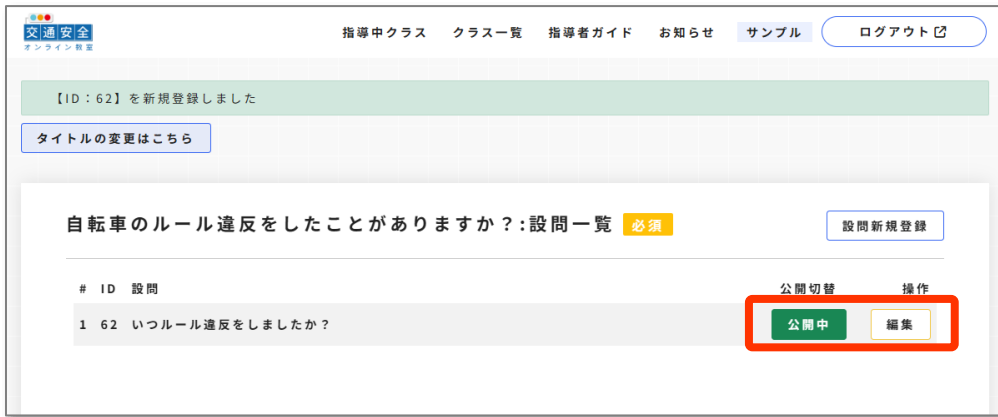 交通安全
オンライン教室
指導中クラス クラス一覧 指導者ガイド お知らせ サンプル ログアウト
【ID：62】を新規登録しました
タイトルの変更はこちら
自転車のルール違反をしたことがありますか？:設問一覧 必須 設問新規登録
# ID 設問 公開切替 操作
1 62 いつルール違反をしましたか？ 公開中 編集